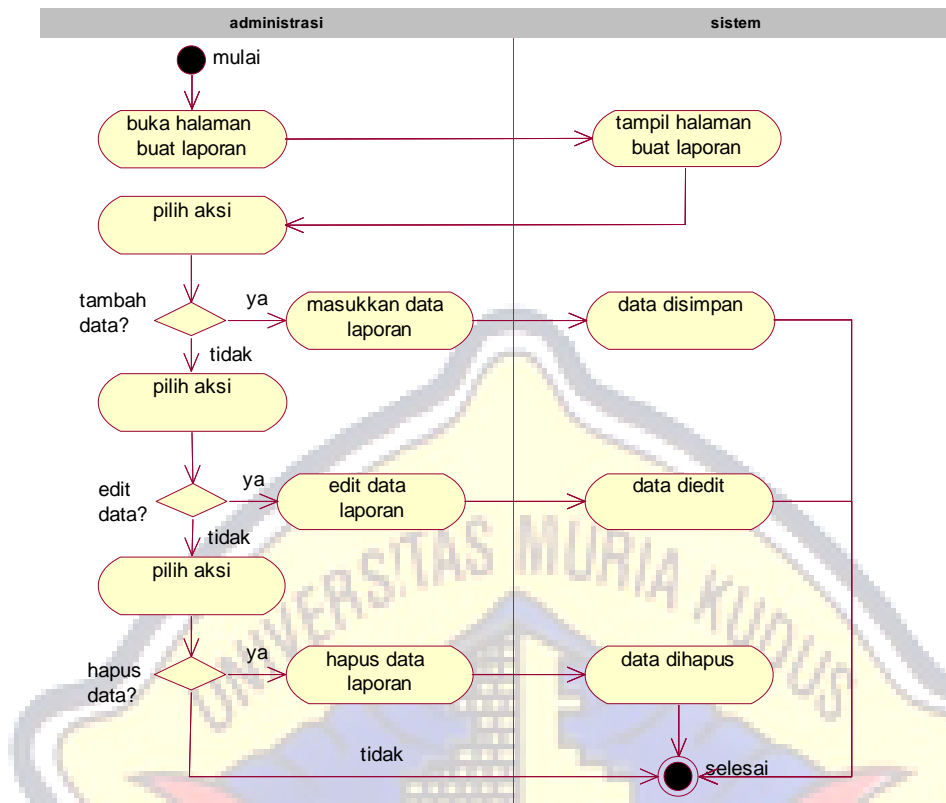 administrasi
sistem
mulai
buka halaman
buat laporan
tampil halaman
buat laporan
pilih aksi
tambah
data?
ya
masukkan data
laporan
data disimpan
tidak
pilih aksi
edit
data?
ya
edit data
laporan
data diedit
tidak
pilih aksi
hapus
data?
ya
hapus data
laporan
data dihapus
tidak
selesai
UNIVERSITAS MURIA KUDUS